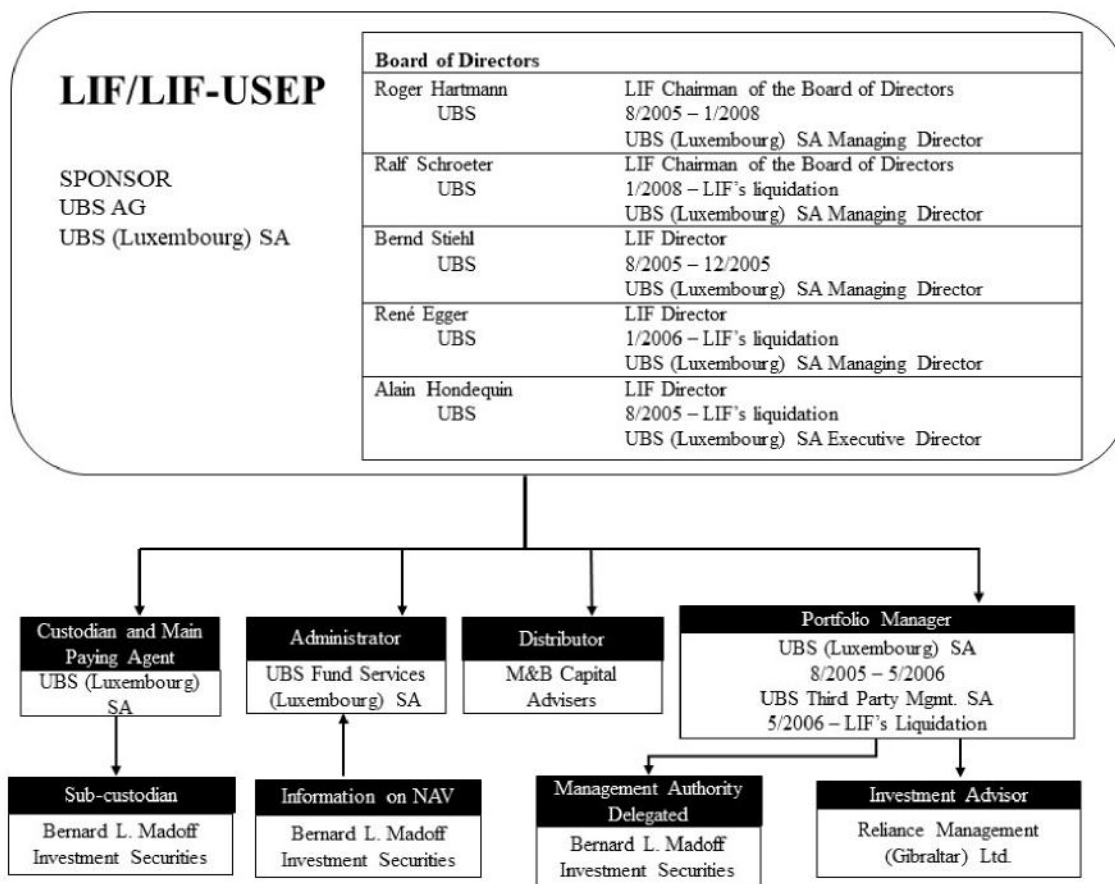 LIF/LIF-USEP
SPONSOR
UBS AG
UBS (Luxembourg) SA
Board of Directors
Roger Hartmann LIF Chairman of the Board of Directors
UBS 8/2005 – 1/2008
UBS (Luxembourg) SA Managing Director
Ralf Schroeter LIF Chairman of the Board of Directors
UBS 1/2008 – LIF's liquidation
UBS (Luxembourg) SA Managing Director
Bernd Stiehl LIF Director
UBS 8/2005 – 12/2005
UBS (Luxembourg) SA Managing Director
René Egger LIF Director
UBS 1/2006 – LIF's liquidation
UBS (Luxembourg) SA Managing Director
Alain Hondequin LIF Director
UBS 8/2005 – LIF's liquidation
UBS (Luxembourg) SA Executive Director
Custodian and Main
Paying Agent
UBS (Luxembourg)
SA
Administrator
UBS Fund Services
(Luxembourg) SA
Distributor
M&B Capital
Advisers
Portfolio Manager
UBS (Luxembourg) SA
8/2005 – 5/2006
UBS Third Party Mgmt. SA
5/2006 – LIF's Liquidation
Sub-custodian
Bernard L. Madoff
Investment Securities
Information on NAV
Bernard L. Madoff
Investment Securities
Management Authority
Delegated
Bernard L. Madoff
Investment Securities
Investment Advisor
Reliance Management
(Gibraltar) Ltd.